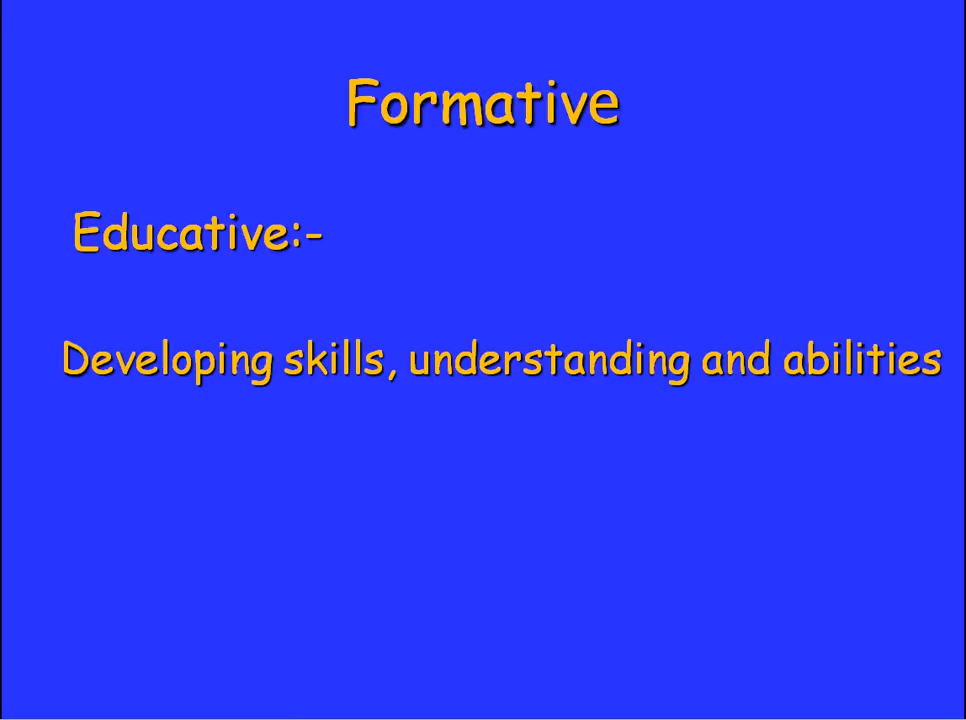 Formative
Educative:-
Developing skills, understanding and abilities